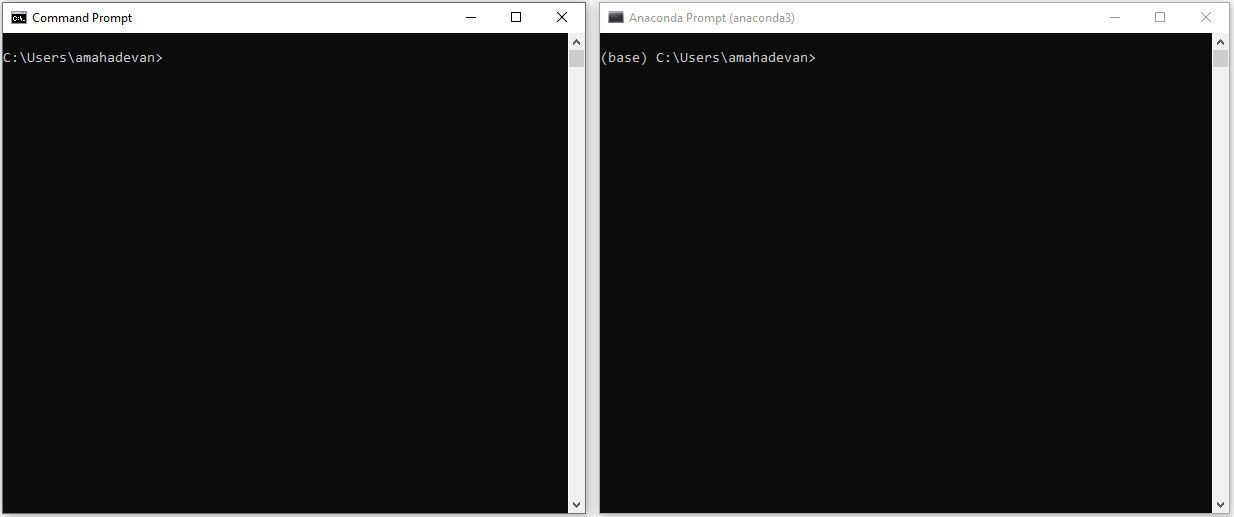 Command Prompt
C:\Users\amahadevan>
Anaconda Prompt (anaconda3)
(base) C:\Users\amahadevan>